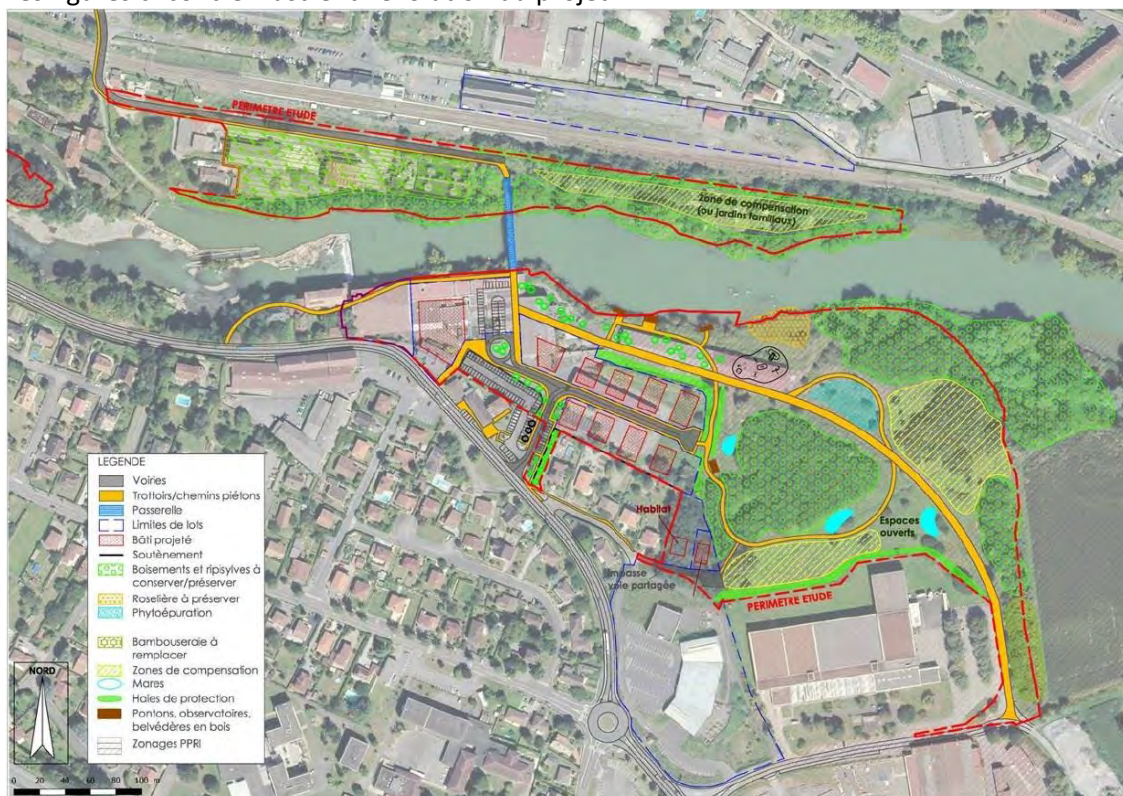 PERIMETRE ETUDE
Zone de compensation
(ou jardins familiaux)
Habitat
Espaces
ouverts
Impasse
voie partagée
PERIMETRE ETUDE
LEGENDE
Voiries
Trottoirs/chemins piétons
Passerelle
Limites de lots
Bâti projeté
Soutènement
Boisements et ripisylves à
conserver/préserver
Roselière à préserver
Phytoépuration
Bambouseraie à
remplacer
Zones de compensation
Mares
Haies de protection
Pontons, observatoires,
belvédères en bois
Zonages PPRI
NORD
0 20 40 60 80 100 m